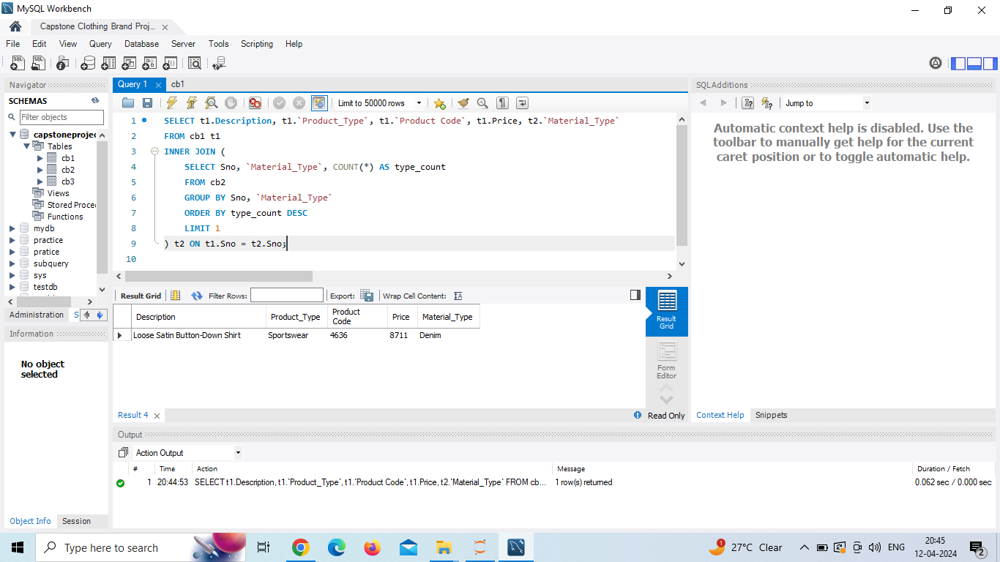 MySQL Workbench
Capstone Clothing Brand Proj...
File Edit View Query Database Server Tools Scripting Help
Navigator
SCHEMAS
Filter objects
capstoneprojec
Tables
cb1
cb2
cb3
Views
Stored Proce
Functions
mydb
practice
pratice
subquery
sys
testdb
Administration S
Information
No object
selected
Object Info Session
Query 1 cb1
Limit to 50000 rows
1 SELECT t1.Description, t1.`Product_Type`, t1.`Product Code`, t1.Price, t2.`Material_Type`
2 FROM cb1 t1
3 INNER JOIN (
4 SELECT Sno, `Material_Type`, COUNT(*) AS type_count
5 FROM cb2
6 GROUP BY Sno, `Material_Type`
7 ORDER BY type_count DESC
8 LIMIT 1
9 ) t2 ON t1.Sno = t2.Sno;
10
Result Grid Filter Rows: Export: Wrap Cell Content:
Description Product_Type Product Code Price Material_Type
Loose Satin Button-Down Shirt Sportswear 4636 8711 Denim
Result
Grid
Form
Editor
Result 4 Read Only
SQLAdditions
Jump to
Automatic context help is disabled. Use the
toolbar to manually get help for the current
caret position or to toggle automatic help.
Context Help Snippets
Output
Action Output
# Time Action Message Duration / Fetch
1 20:44:53 SELECT t1.Description, t1.`Product_Type`, t1.`Product Code`, t1.Price, t2.`Material_Type` FROM cb... 1 row(s) returned 0.062 sec / 0.000 sec
Type here to search
1
27°C Clear
ENG
20:45
12-04-2024
2